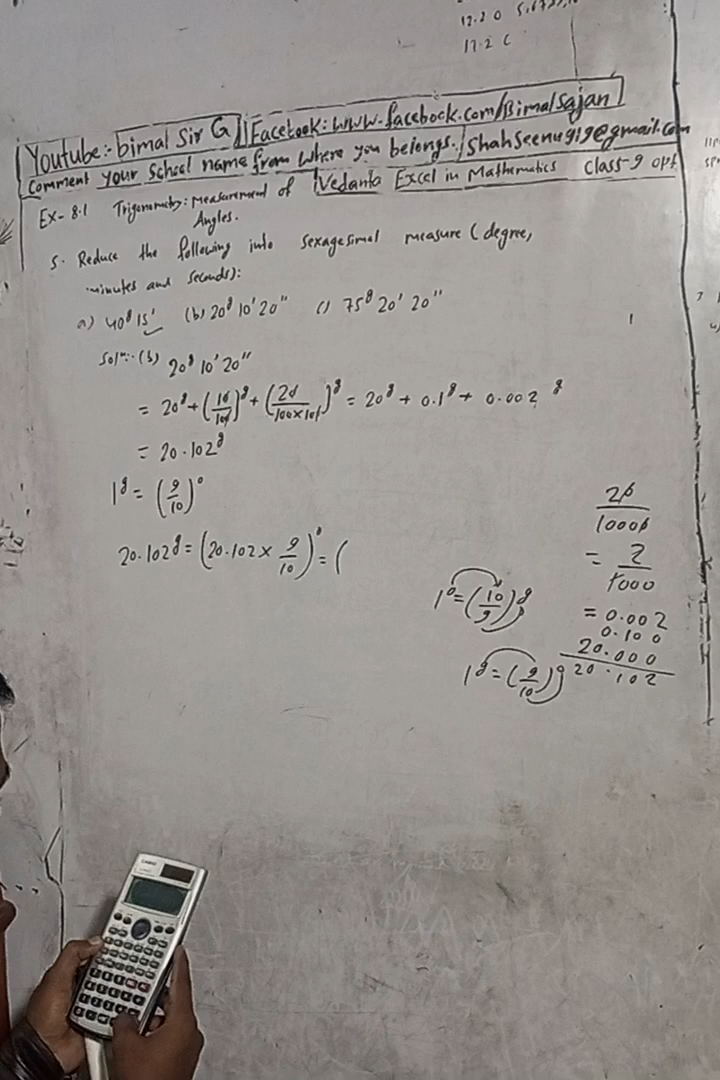 17.2 0
17.2 C
Youtube:- bimal Sir G || Facebook: www.facebook.com/BimalSajan
Comment your School name from where you belongs. / Shahseenu919@gmail.com
Ex- 8.1 Trigonometry: Measurement of Angles. Vedanta Excel in Mathematics Class-9 opt
5. Reduce the following into sexagesimal measure (degree,
minutes and seconds):
a) 40ᵍ 15' (b) 20ᵍ 10' 20" c) 75ᵍ 20' 20"
Solⁿ:- (b) 20ᵍ 10' 20"
= 20ᵍ + (10/100)ᵍ + (20/100×100)ᵍ = 20ᵍ + 0.1ᵍ + 0.002ᵍ
= 20.102ᵍ
1ᵍ = (9/10)°
20.102ᵍ = (20.102 × 9/10)° = (
20/10000
= 2/1000
= 0.002
0.100
20.000
20.102
1° = (10/9)ᵍ
1ᵍ = (9/10)°
CASIO